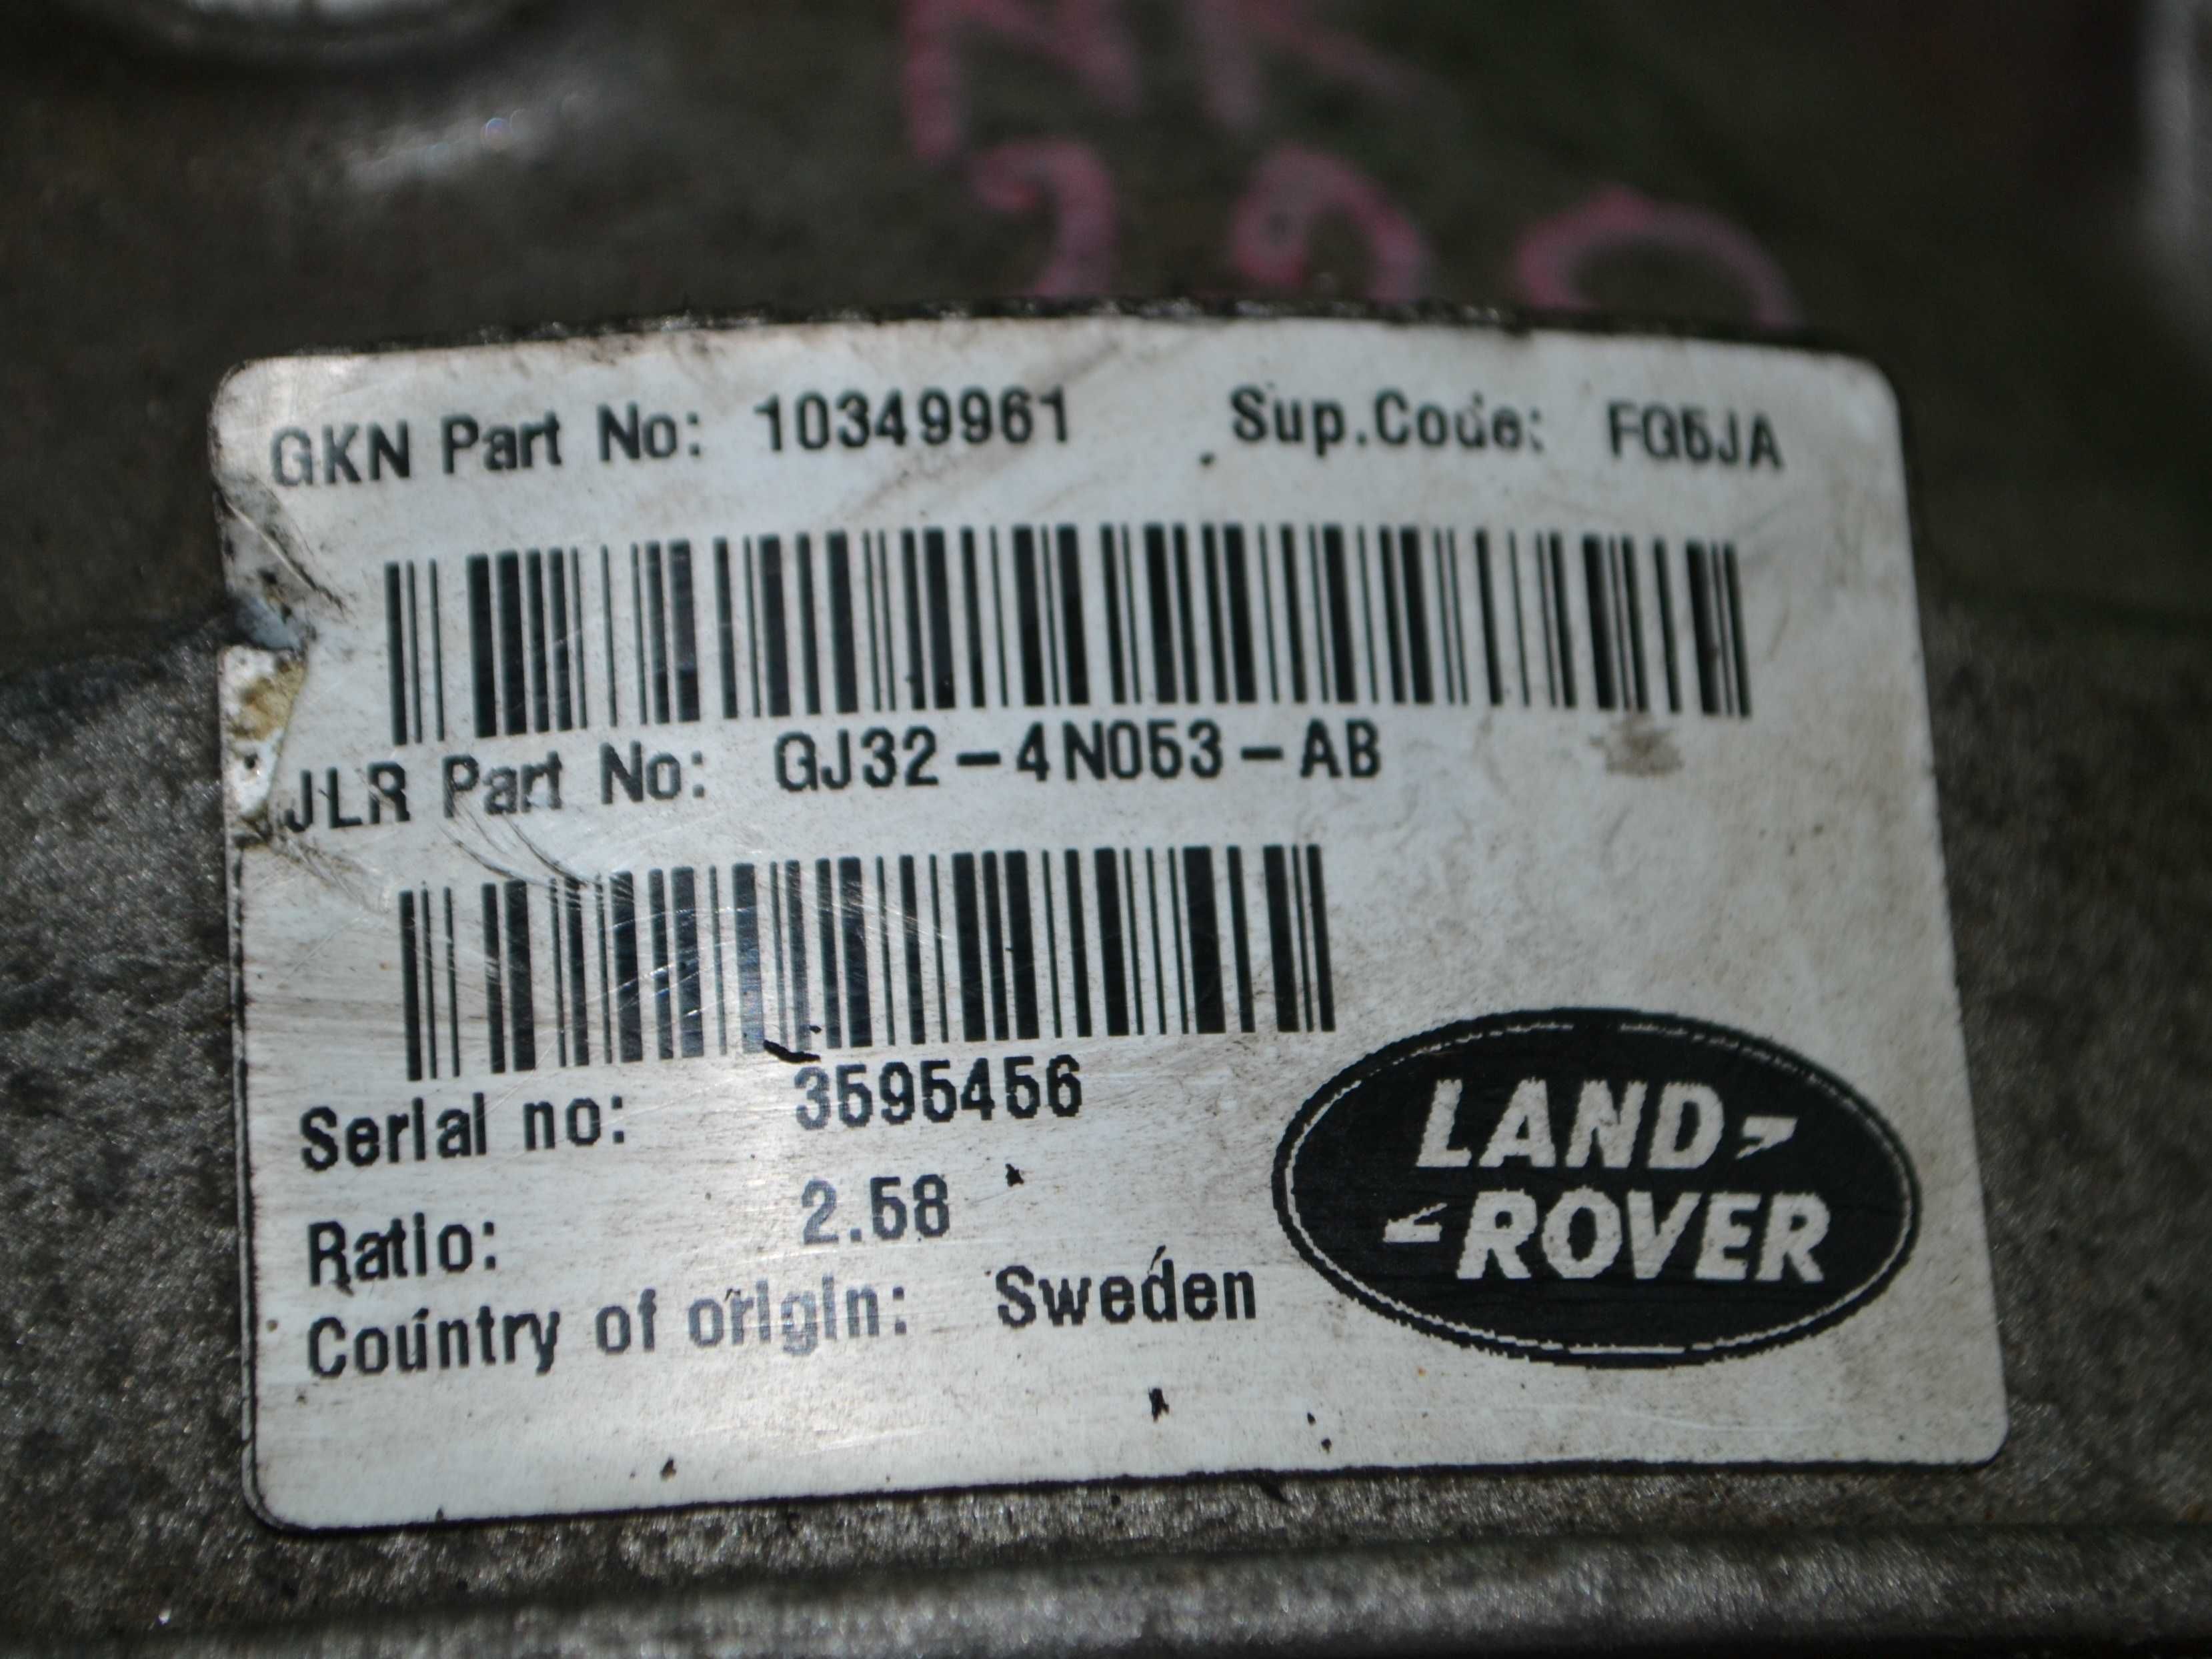 GKN Part No: 10349961 Sup.Code: FG5JA
JLR Part No: GJ32-4N053-AB
Serial no: 3595456
Ratio: 2.58
Country of origin: Sweden
LAND
ROVER